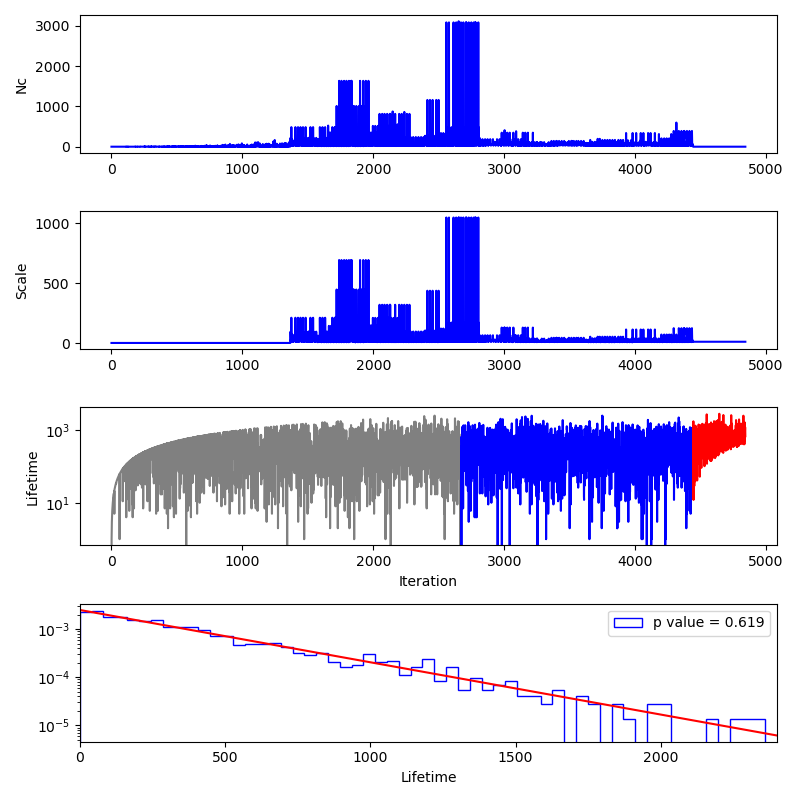 Nc
3000
2000
1000
0
0 1000 2000 3000 4000 5000
Scale
1000
500
0
0 1000 2000 3000 4000 5000
Lifetime
10³
10¹
0 1000 2000 3000 4000 5000
Iteration
p value = 0.619
10⁻³
10⁻⁴
10⁻⁵
0 500 1000 1500 2000
Lifetime